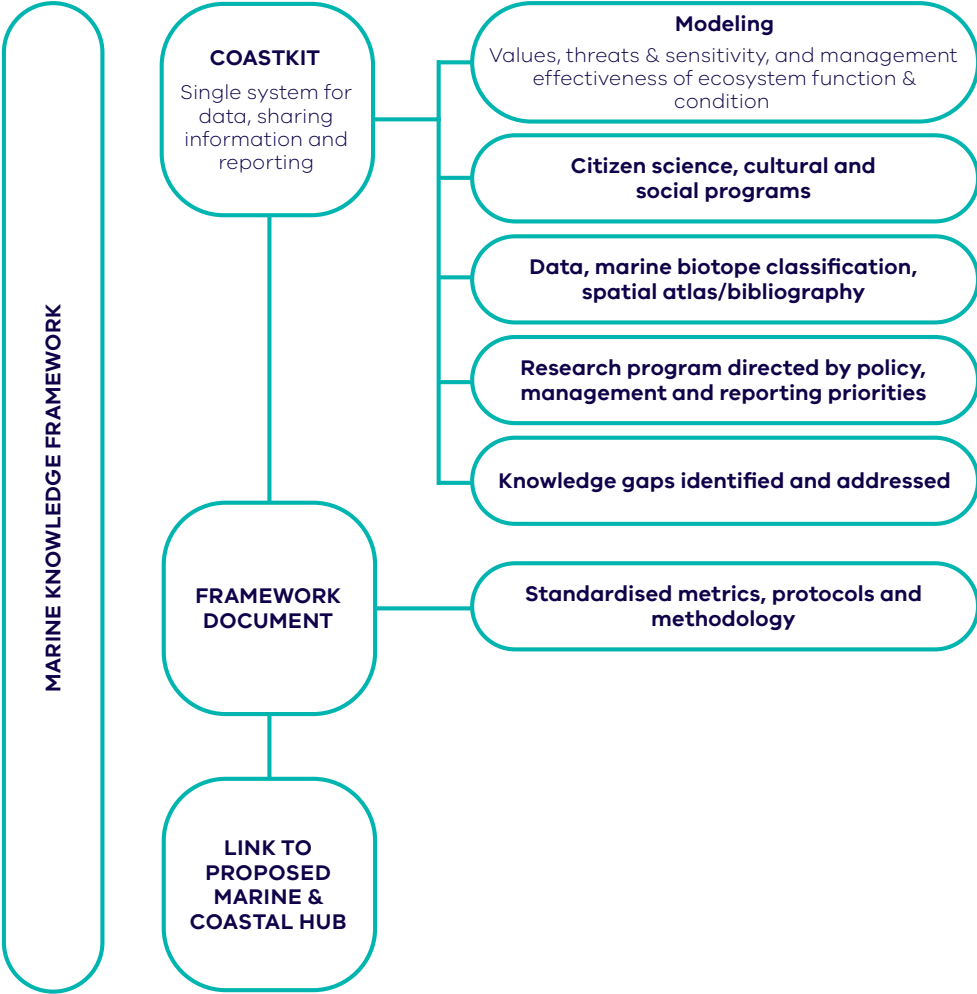 MARINE KNOWLEDGE FRAMEWORK
COASTKIT
Single system for
data, sharing
information and
reporting
Modeling
Values, threats & sensitivity, and management
effectiveness of ecosystem function &
condition
Citizen science, cultural and
social programs
Data, marine biotope classification,
spatial atlas/bibliography
Research program directed by policy,
management and reporting priorities
Knowledge gaps identified and addressed
FRAMEWORK
DOCUMENT
Standardised metrics, protocols and
methodology
LINK TO
PROPOSED
MARINE &
COASTAL HUB